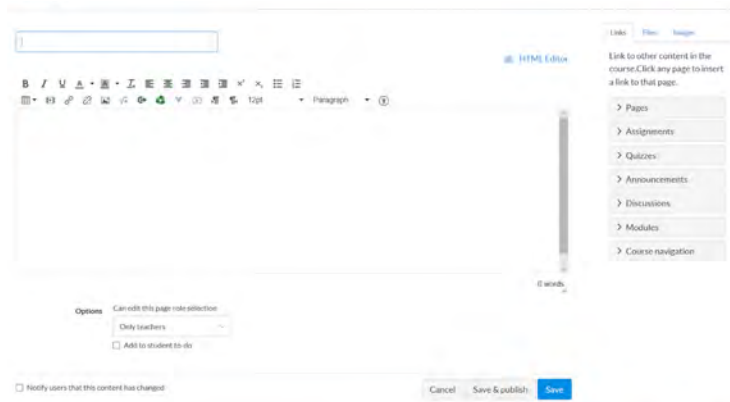 HTML Editor
12pt
Paragraph
0 words
Options
Can edit this page role selection
Only teachers
Add to student to-do
Notify users that this content has changed
Cancel
Save & publish
Save
Links Files Images
Link to other content in the
course.Click any page to insert
a link to that page.
Pages
Assignments
Quizzes
Announcements
Discussions
Modules
Course navigation